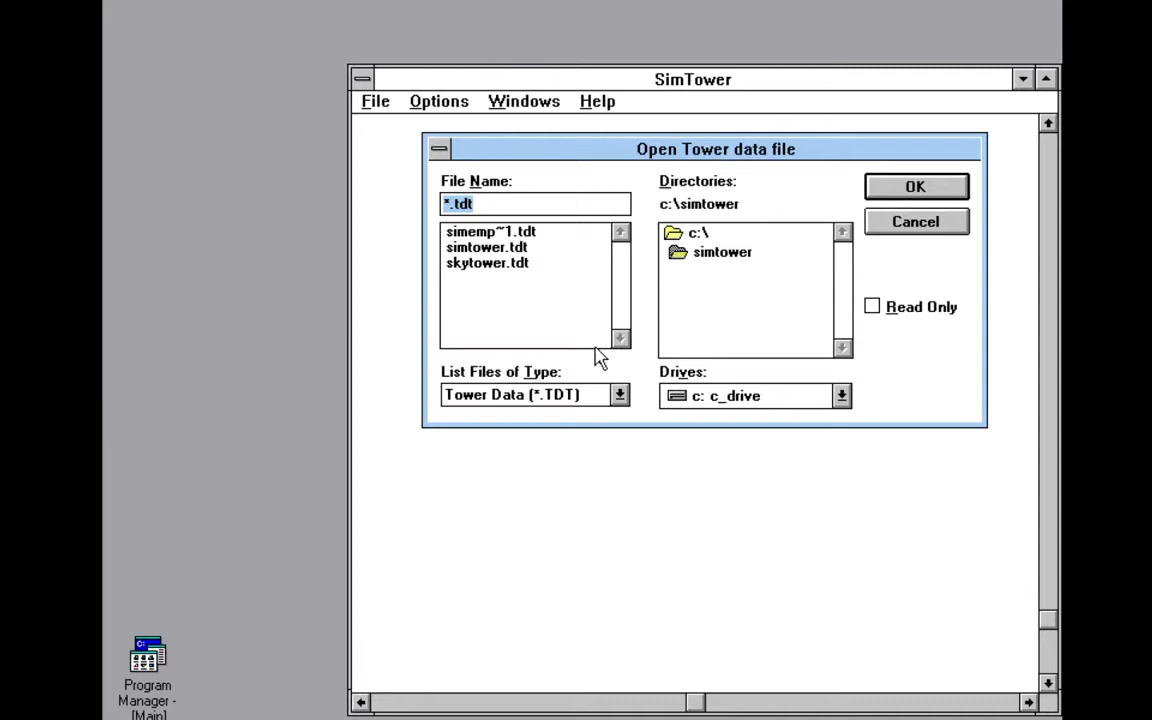 SimTower
File Options Windows Help
Open Tower data file
File Name:
*.tdt
simemp~1.tdt
simtower.tdt
skytower.tdt
List Files of Type:
Tower Data (*.TDT)
Directories:
c:\simtower
c:\
simtower
Drives:
c: c_drive
OK
Cancel
Read Only
C:\
Program
Manager -
[Main]